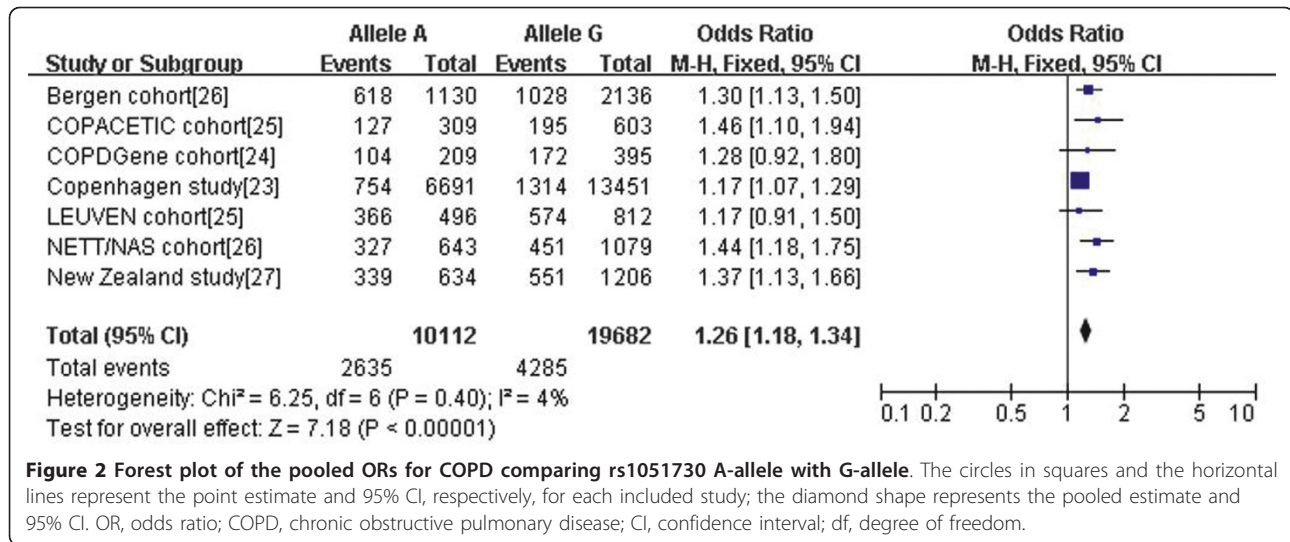 Allele A Allele G Odds Ratio Odds Ratio
Study or Subgroup Events Total Events Total M-H, Fixed, 95% CI M-H, Fixed, 95% CI
Bergen cohort[26] 618 1130 1028 2136 1.30 [1.13, 1.50]
COPACETIC cohort[25] 127 309 195 603 1.46 [1.10, 1.94]
COPDGene cohort[24] 104 209 172 395 1.28 [0.92, 1.80]
Copenhagen study[23] 754 6691 1314 13451 1.17 [1.07, 1.29]
LEUVEN cohort[25] 366 496 574 812 1.17 [0.91, 1.50]
NETT/NAS cohort[26] 327 643 451 1079 1.44 [1.18, 1.75]
New Zealand study[27] 339 634 551 1206 1.37 [1.13, 1.66]
Total (95% CI) 10112 19682 1.26 [1.18, 1.34]
Total events 2635 4285
Heterogeneity: Chi² = 6.25, df = 6 (P = 0.40); I² = 4%
Test for overall effect: Z = 7.18 (P < 0.00001)
0.1 0.2 0.5 1 2 5 10
Figure 2 Forest plot of the pooled ORs for COPD comparing rs1051730 A-allele with G-allele. The circles in squares and the horizontal
lines represent the point estimate and 95% CI, respectively, for each included study; the diamond shape represents the pooled estimate and
95% CI. OR, odds ratio; COPD, chronic obstructive pulmonary disease; CI, confidence interval; df, degree of freedom.